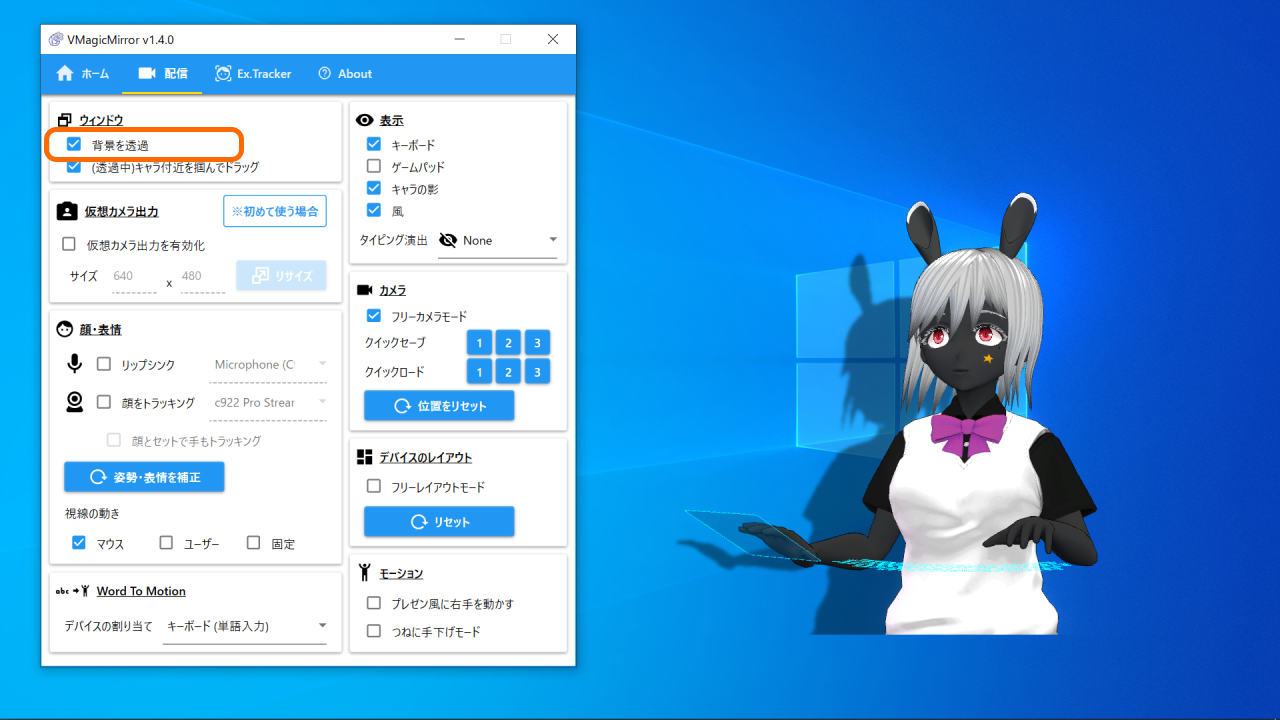 VMagicMirror v1.4.0
ホーム
配信
Ex.Tracker
About
ウィンドウ
背景を透過
(透過中)キャラ付近を掴んでドラッグ
仮想カメラ出力
※初めて使う場合
仮想カメラ出力を有効化
サイズ 640 x 480 リサイズ
顔・表情
リップシンク Microphone (C
顔をトラッキング c922 Pro Strear
顔とセットで手もトラッキング
姿勢・表情を補正
視線の動き
マウス ユーザー 固定
abc Word To Motion
デバイスの割り当て キーボード (単語入力)
表示
キーボード
ゲームパッド
キャラの影
風
タイピング演出 None
カメラ
フリーカメラモード
クイックセーブ 1 2 3
クイックロード 1 2 3
位置をリセット
デバイスのレイアウト
フリーレイアウトモード
リセット
モーション
プレゼン風に右手を動かす
つねに手下げモード